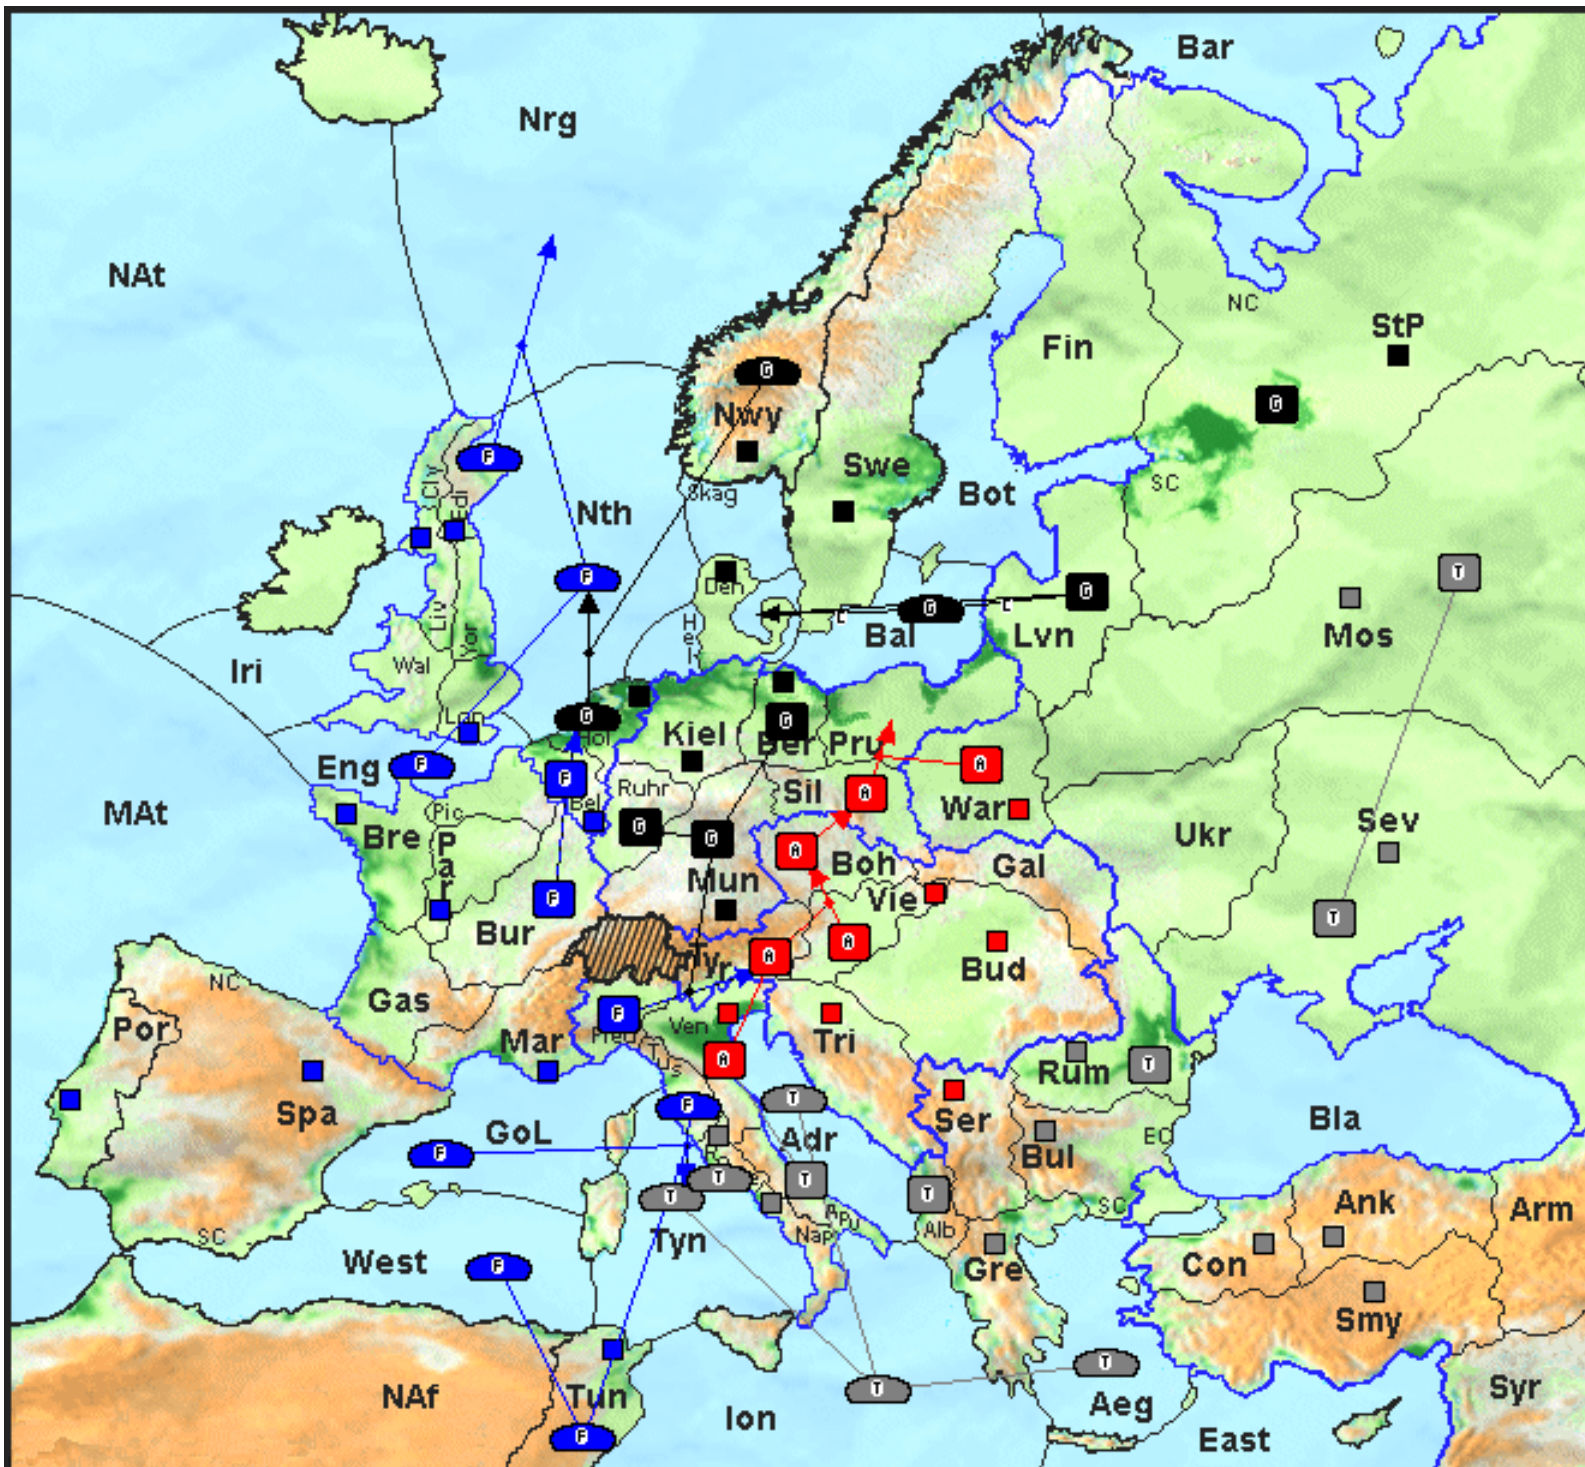 Bar
Nrg
NAt
NC
StP
Fin
G
Nwy
G
Swe
F
Cly
Edi
Skag
Bot
SC
Nth
T
F
Den
G
G
C
C
Mos
Bal
Lvn
Hel
Iri
Liv
Yor
Wal
Lon
G
Hol
Kiel
G
Ber
Pru
Eng
F
F
Ruhr
Sil
A
A
War
MAt
Pic
Bel
Bre
Par
G
G
A
Boh
Gal
Ukr
Sev
Mun
Vie
F
T
Bur
A
A
Tyr
Bud
NC
Gas
Por
F
Pied
Ven
Tri
Mar
Tus
A
Rum
T
Spa
F
T
Ser
GoL
Adr
Bla
F
Ro
Bul
EC
T
T
T
T
Ank
Arm
SC
SC
Apu
Nap
Alb
West
F
Tyn
Gre
Con
Smy
NAf
Tun
T
T
Syr
F
Ion
Aeg
East